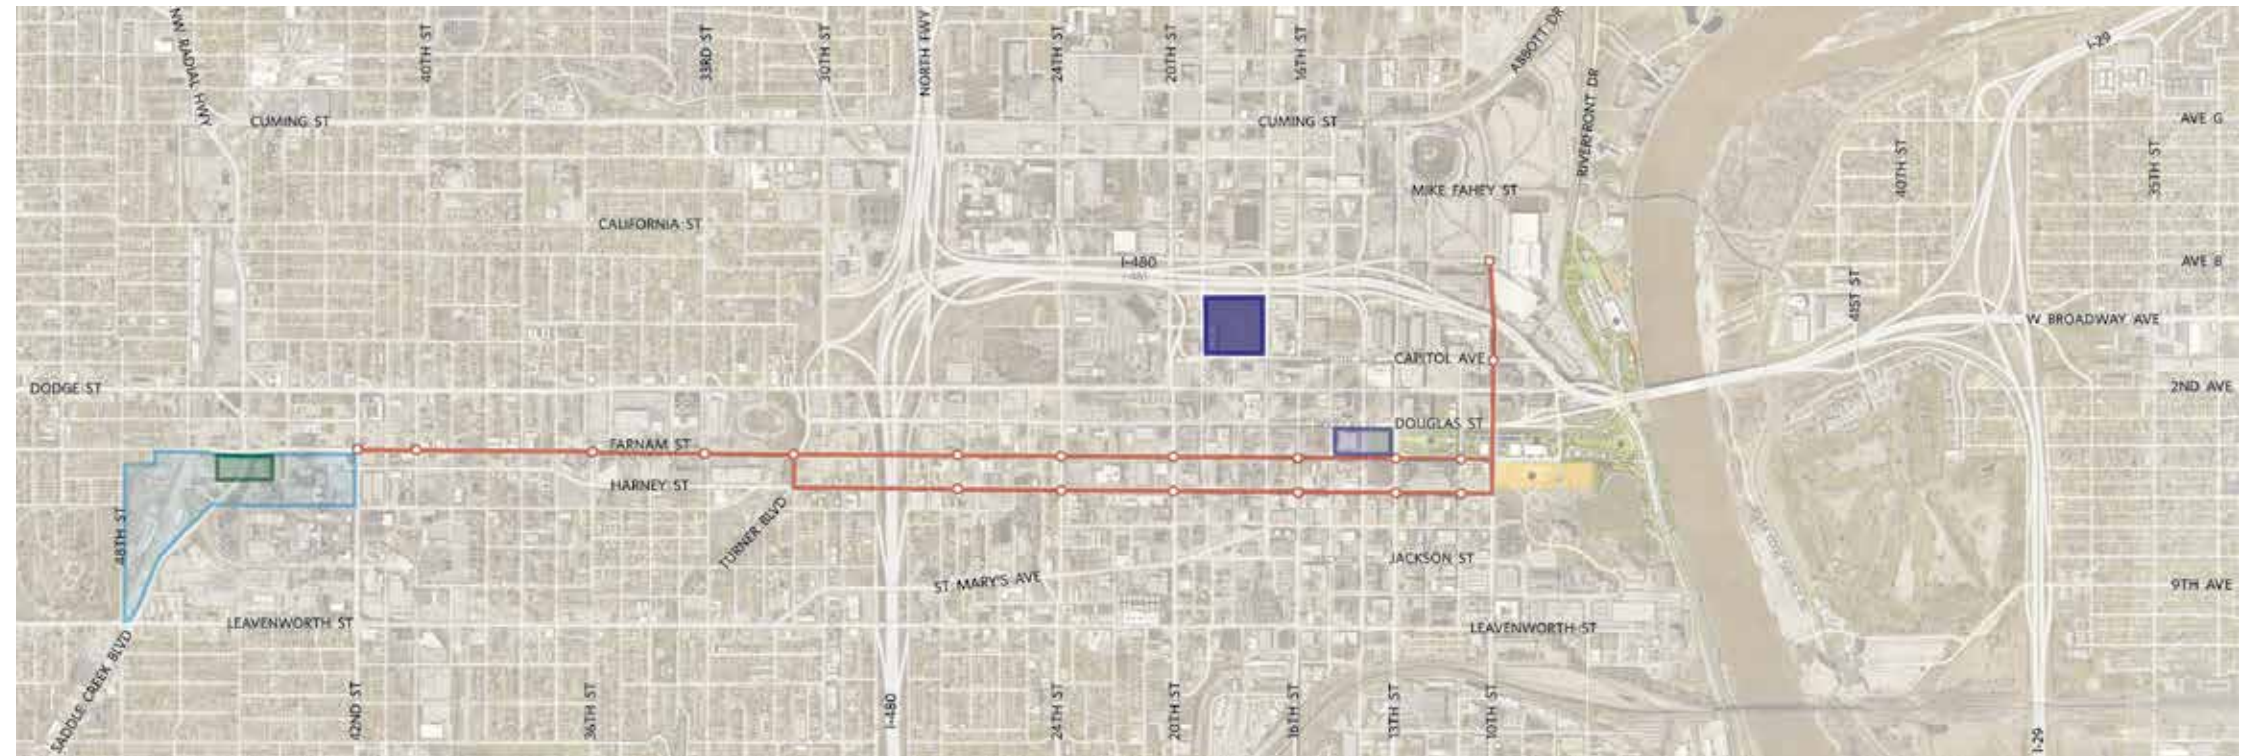 NW RADIAL HWY
40TH ST
33RD ST
30TH ST
NORTH FWY
24TH ST
20TH ST
16TH ST
ABBOTT DR
RIVERFRONT DR
I-29
CUMING ST
CUMING ST
AVE G
40TH ST
35TH ST
MIKE FAHEY ST
CALIFORNIA ST
I-480
I-480
AVE B
41ST ST
W BROADWAY AVE
CAPITOL AVE
DODGE ST
2ND AVE
DOUGLAS ST
FARNAM ST
HARNEY ST
48TH ST
TURNER BLVD
JACKSON ST
ST MARY'S AVE
9TH AVE
LEAVENWORTH ST
LEAVENWORTH ST
SADDLE CREEK BLVD
42ND ST
36TH ST
I-480
24TH ST
20TH ST
16TH ST
13TH ST
10TH ST
I-29